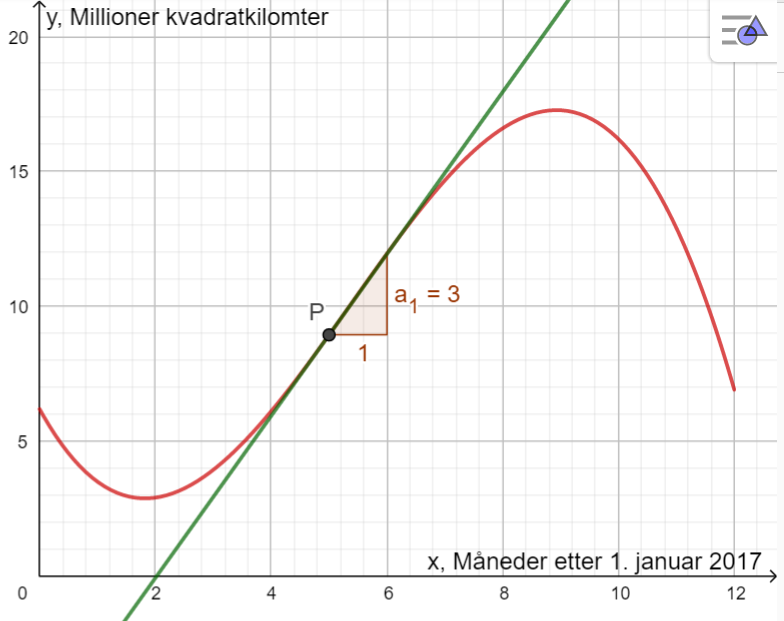 y, Millioner kvadratkilomter
20
15
P
a₁ = 3
10
1
5
x, Måneder etter 1. januar 2017
0 2 4 6 8 10 12